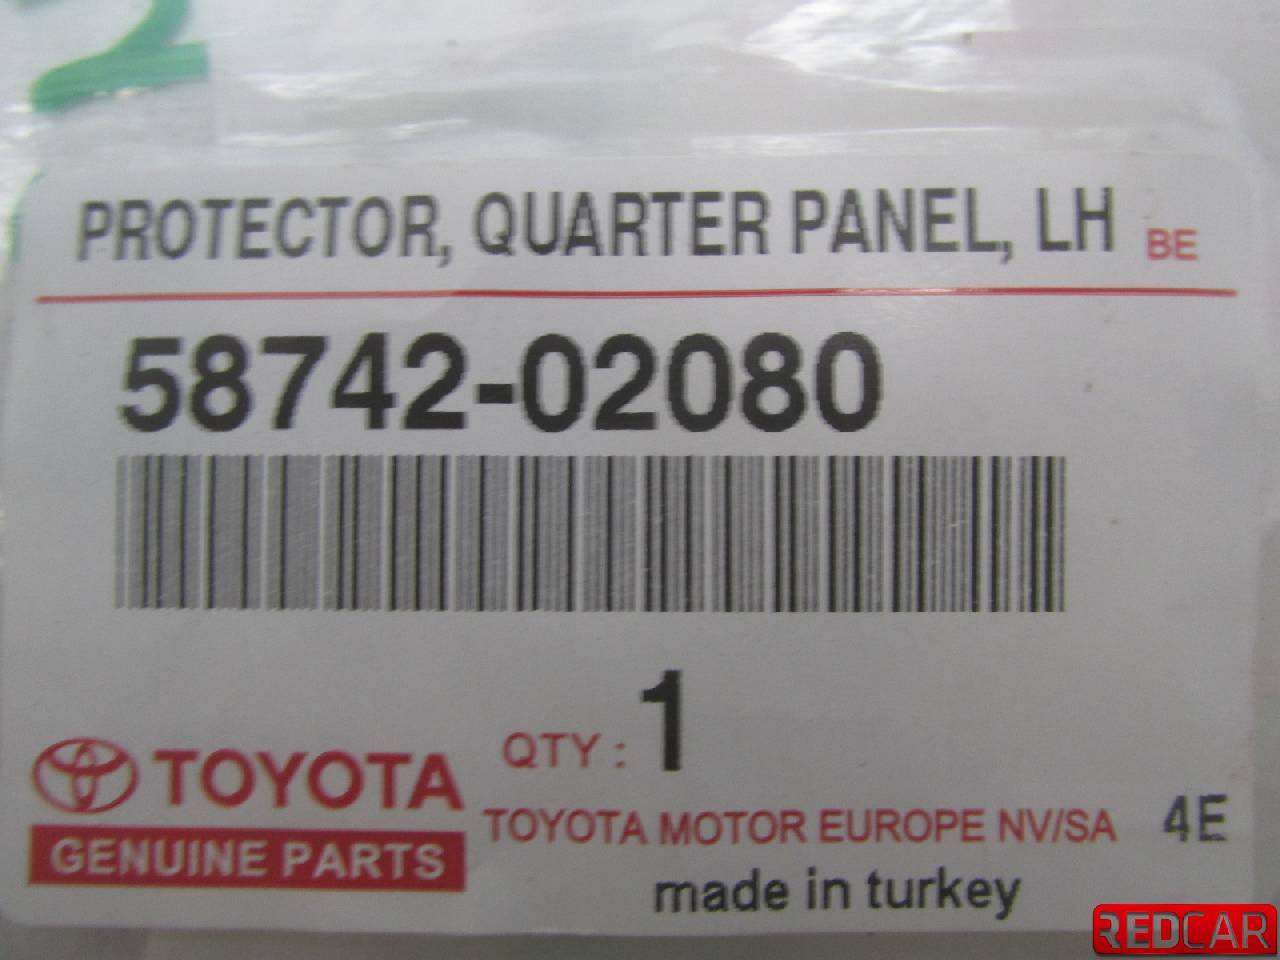 2
PROTECTOR, QUARTER PANEL, LH BE
58742-02080
QTY : 1
TOYOTA
GENUINE PARTS
TOYOTA MOTOR EUROPE NV/SA 4E
made in turkey
REDCAR